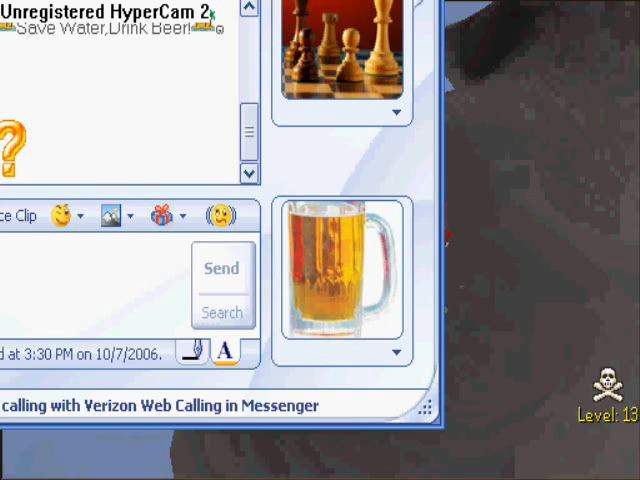 Unregistered HyperCam 2
Save Water,Drink Beer!
ce Clip
Send
Search
d at 3:30 PM on 10/7/2006.
A
calling with Verizon Web Calling in Messenger
Level: 13